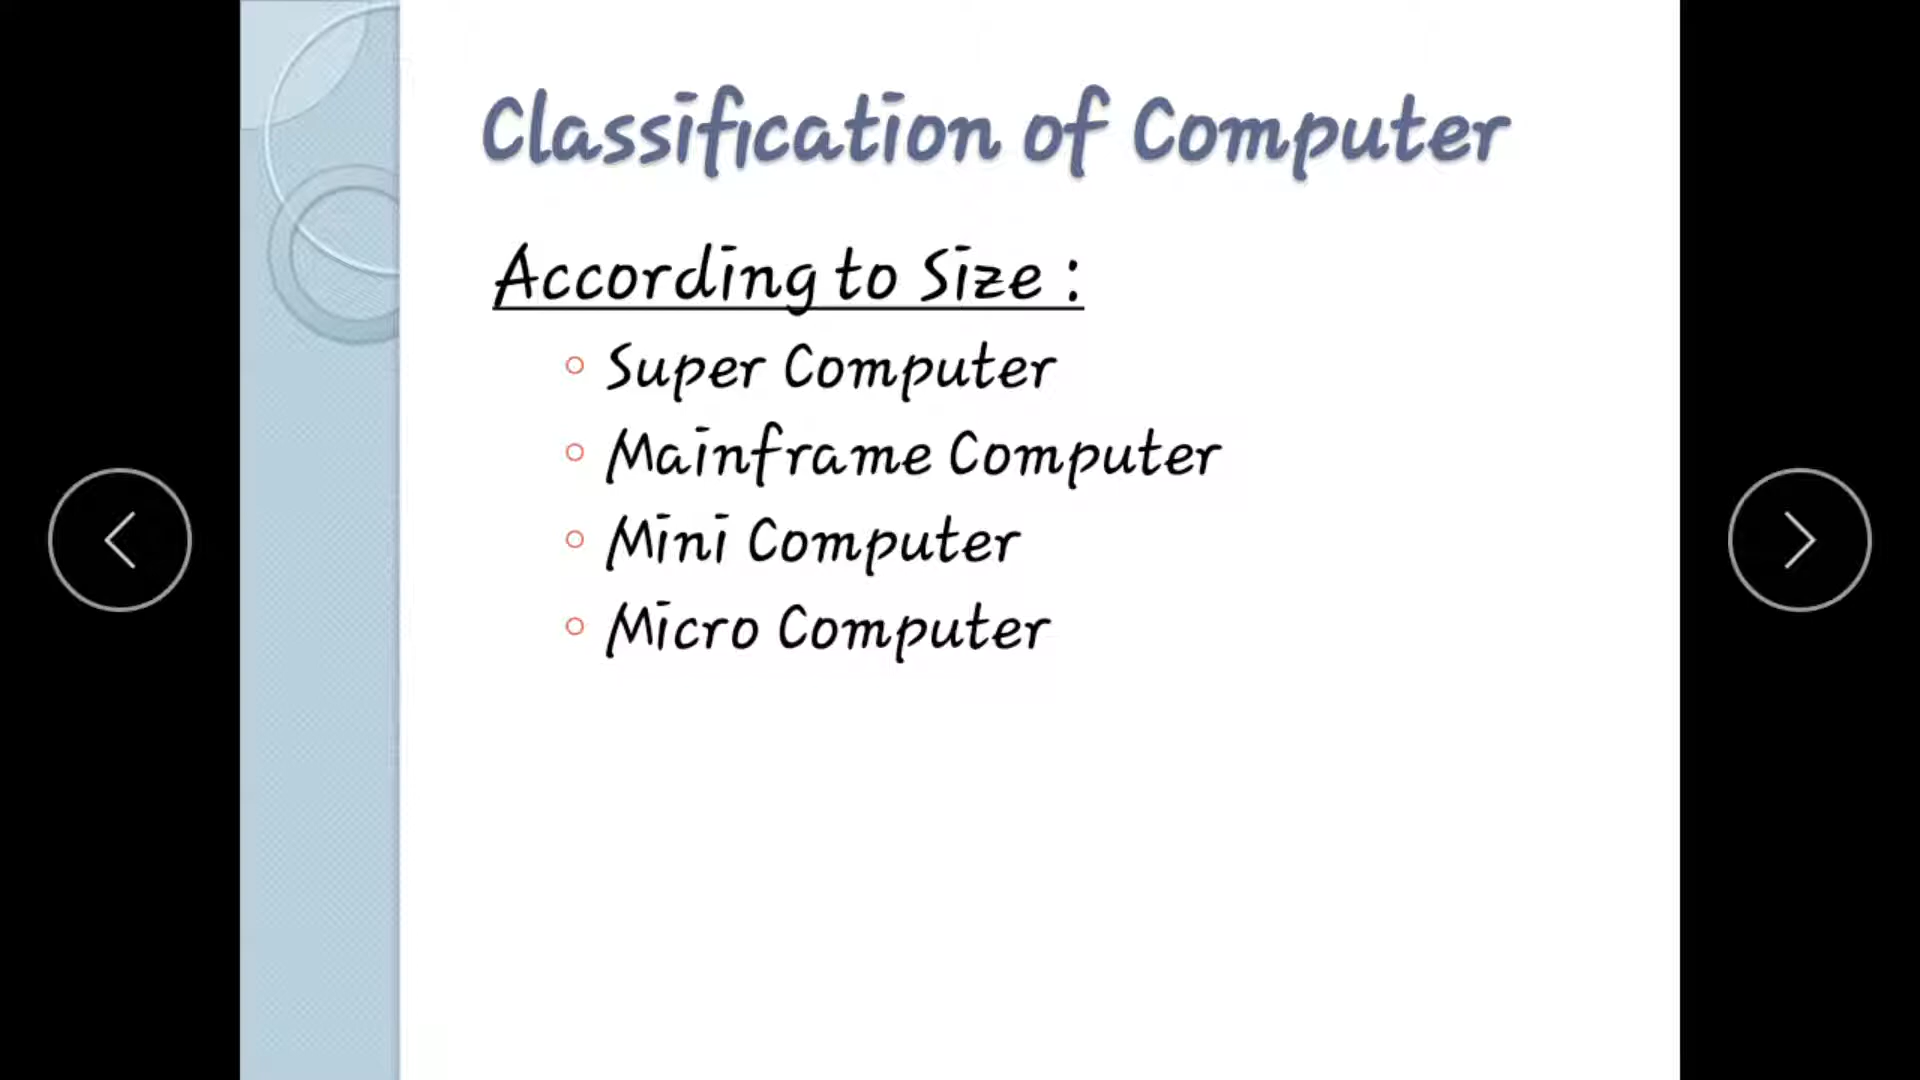 Classification of Computer
According to Size :
Super Computer
Mainframe Computer
Mini Computer
Micro Computer